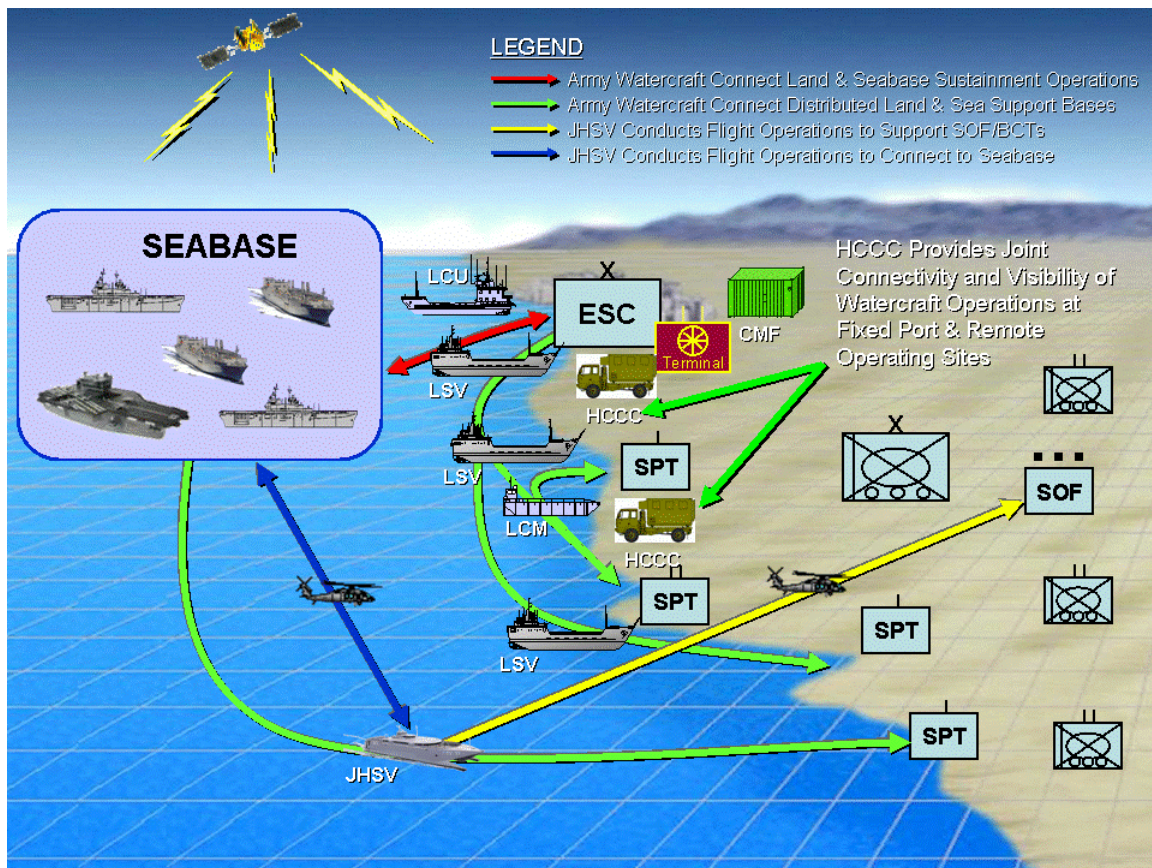 LEGEND
Army Watercraft Connect Land & Seabase Sustainment Operations
Army Watercraft Connect Distributed Land & Sea Support Bases
JHSV Conducts Flight Operations to Support SOF/BCTs
JHSV Conducts Flight Operations to Connect to Seabase
SEABASE
HCCC Provides Joint
Connectivity and Visibility of
Watercraft Operations at
Fixed Port & Remote
Operating Sites
LCU
X
ESC
CMF
Terminal
LSV
HCCC
X
LSV
SPT
SOF
LCM
HCCC
SPT
LSV
SPT
SPT
JHSV